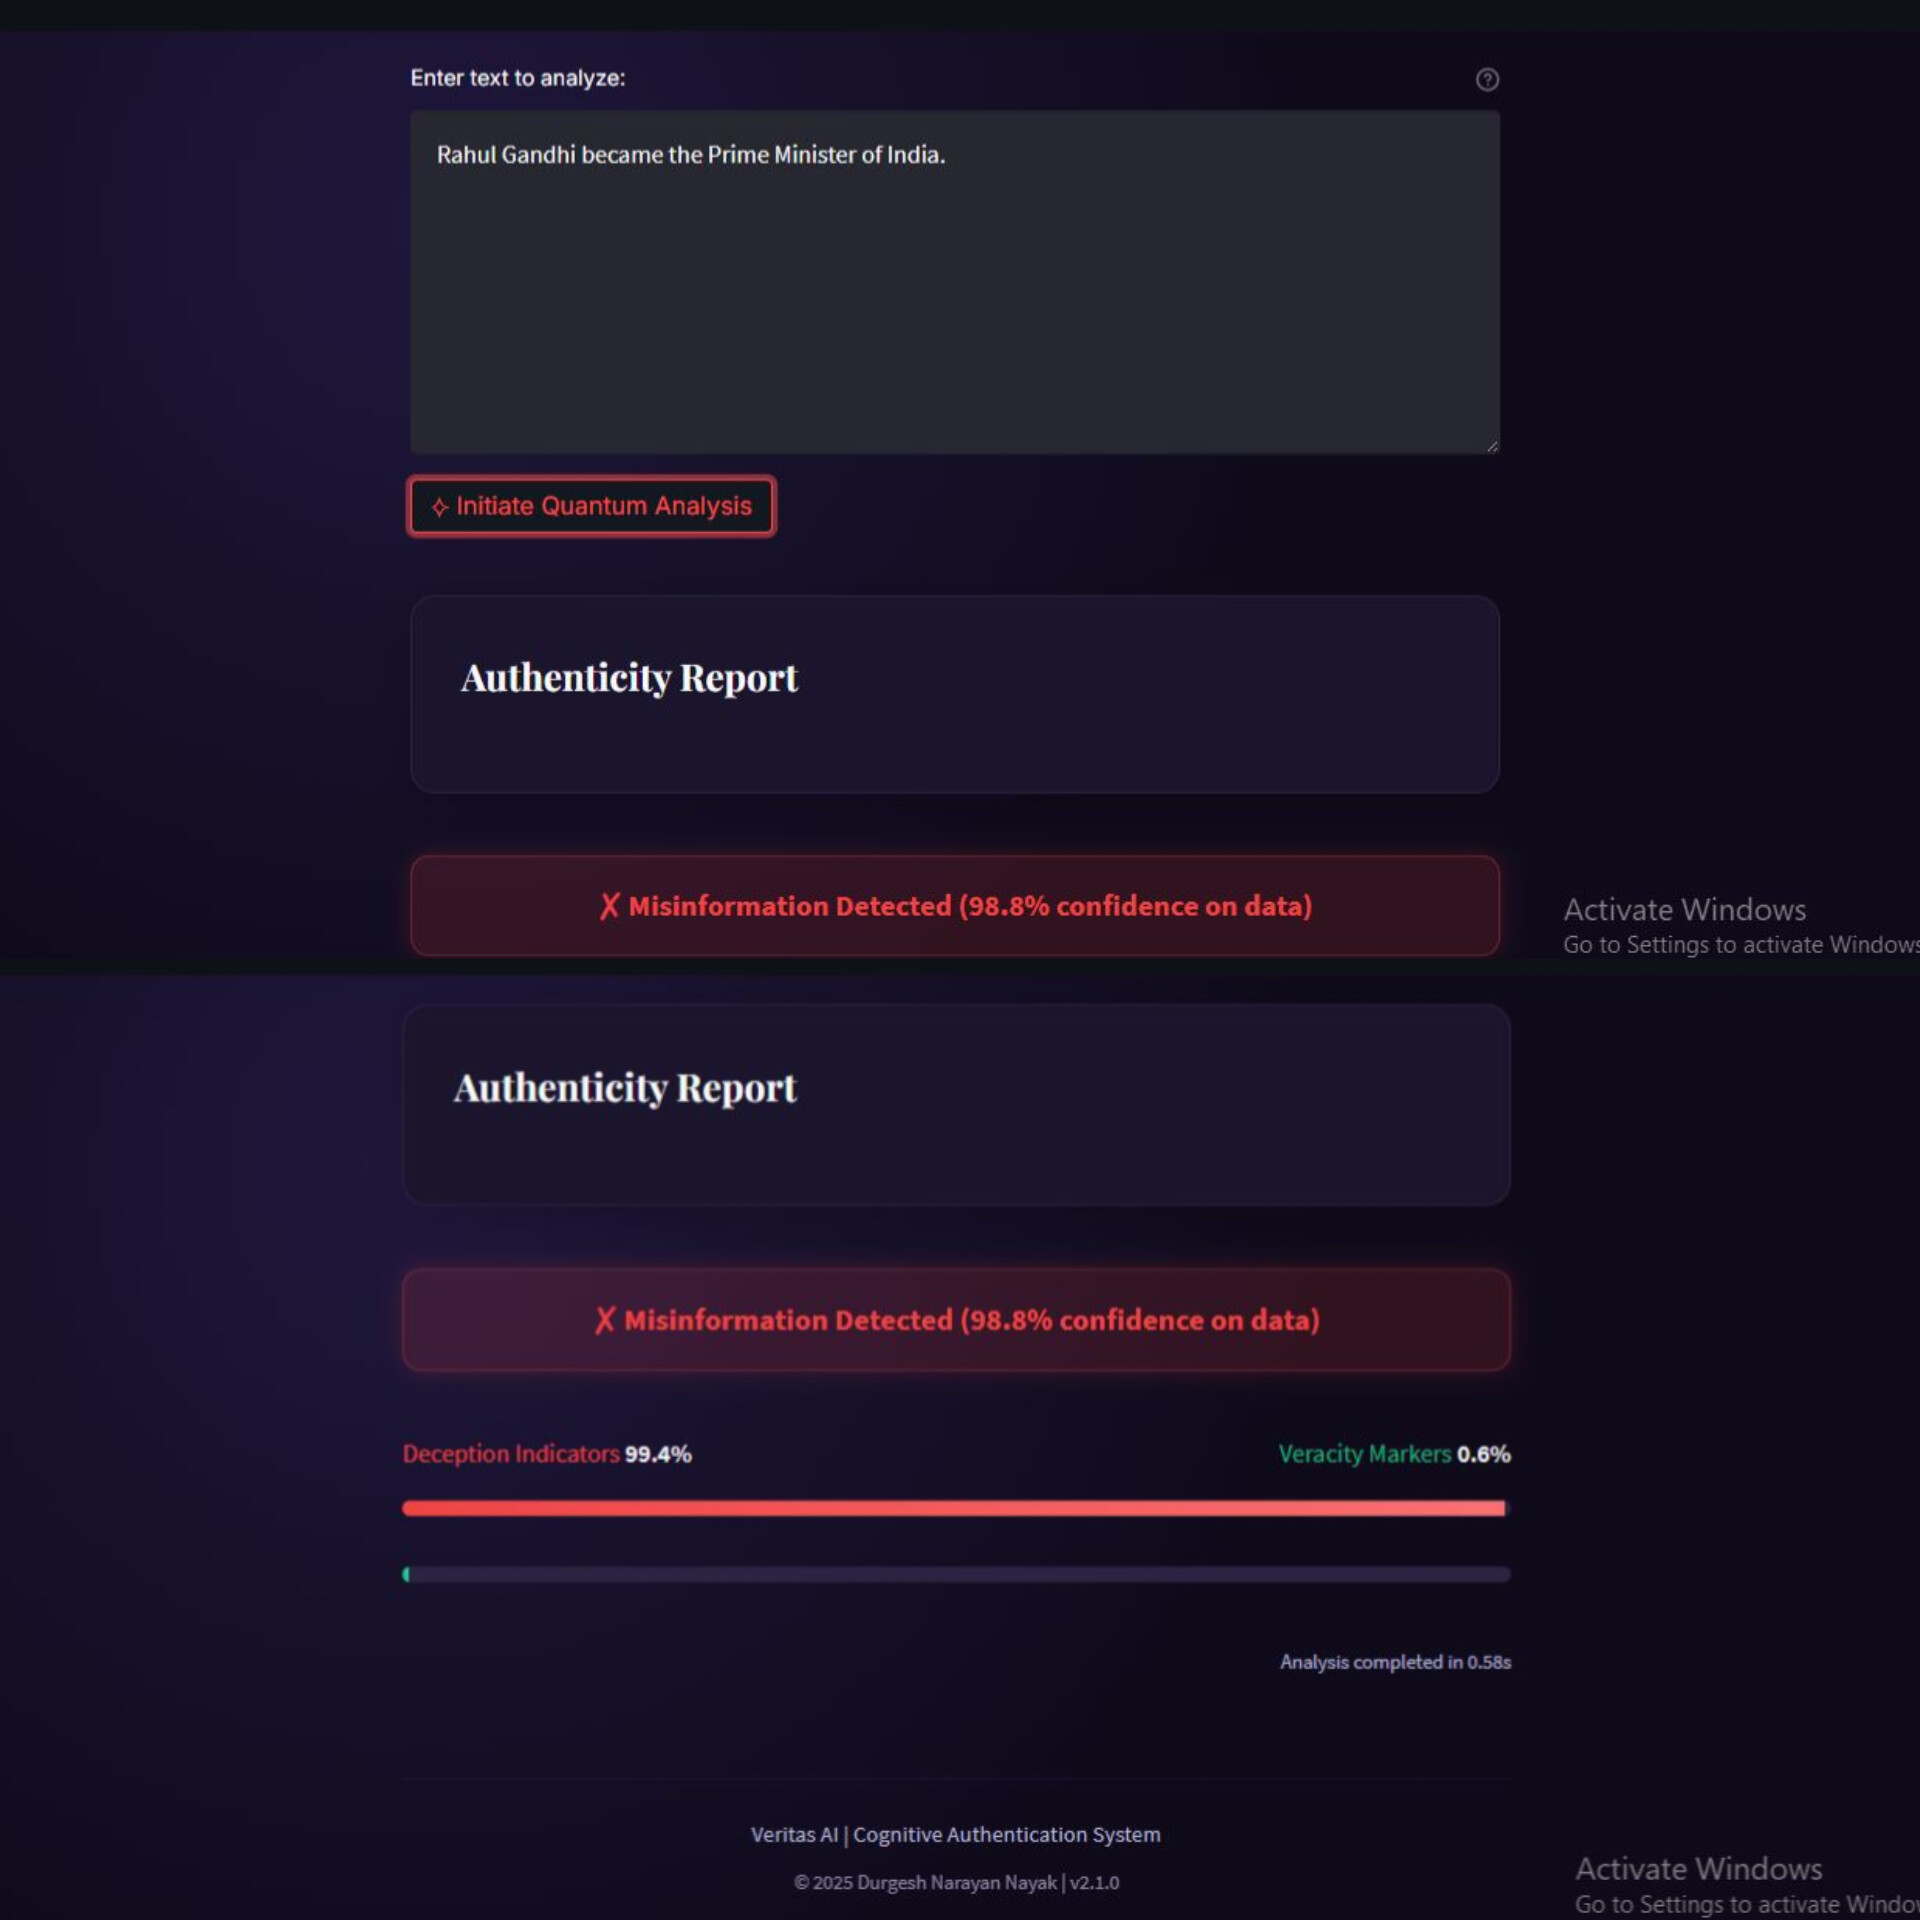 Enter text to analyze:
Rahul Gandhi became the Prime Minister of India.
Initiate Quantum Analysis
Authenticity Report
✗ Misinformation Detected (98.8% confidence on data)
Activate Windows
Go to Settings to activate Windows
Authenticity Report
✗ Misinformation Detected (98.8% confidence on data)
Deception Indicators 99.4%
Veracity Markers 0.6%
Analysis completed in 0.58s
Veritas AI | Cognitive Authentication System
© 2025 Durgesh Narayan Nayak | v2.1.0
Activate Windows
Go to Settings to activate Window